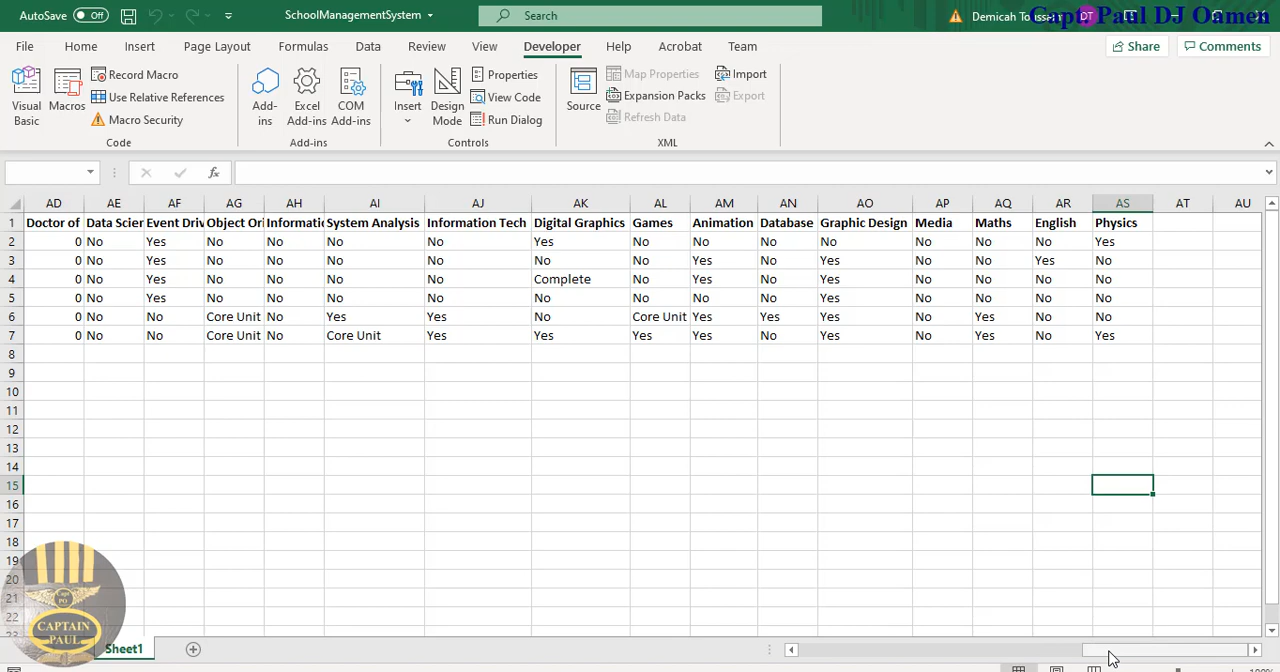 AutoSave Off SchoolManagementSystem Search Demicah Toussaint DT
Capt. Paul DJ Oamen
File Home Insert Page Layout Formulas Data Review View Developer Help Acrobat Team Share Comments
Visual Basic
Macros
Record Macro
Use Relative References
Macro Security
Code
Add-ins
Excel Add-ins
COM Add-ins
Add-ins
Insert
Design Mode
Properties
View Code
Run Dialog
Controls
Source
Map Properties
Expansion Packs
Refresh Data
Import
Export
XML
fx
AD AE AF AG AH AI AJ AK AL AM AN AO AP AQ AR AS AT AU
1 Doctor of Data Scien Event Driv Object Ori Informatic System Analysis Information Tech Digital Graphics Games Animation Database Graphic Design Media Maths English Physics
2 0 No Yes No No No No Yes No No No No No No No Yes
3 0 No Yes No No No No No No Yes No Yes No No Yes No
4 0 No Yes No No No No Complete No Yes No Yes No No No No
5 0 No Yes No No No No No No No No Yes No No No No
6 0 No No Core Unit No Yes Yes No Core Unit Yes Yes Yes No Yes No No
7 0 No No Core Unit No Core Unit Yes Yes Yes Yes No Yes No Yes No Yes
8
9
10
11
12
13
14
15
16
17
18
19
20
21
22
23
Capt
PO
CAPTAIN
PAUL
Sheet1
100%